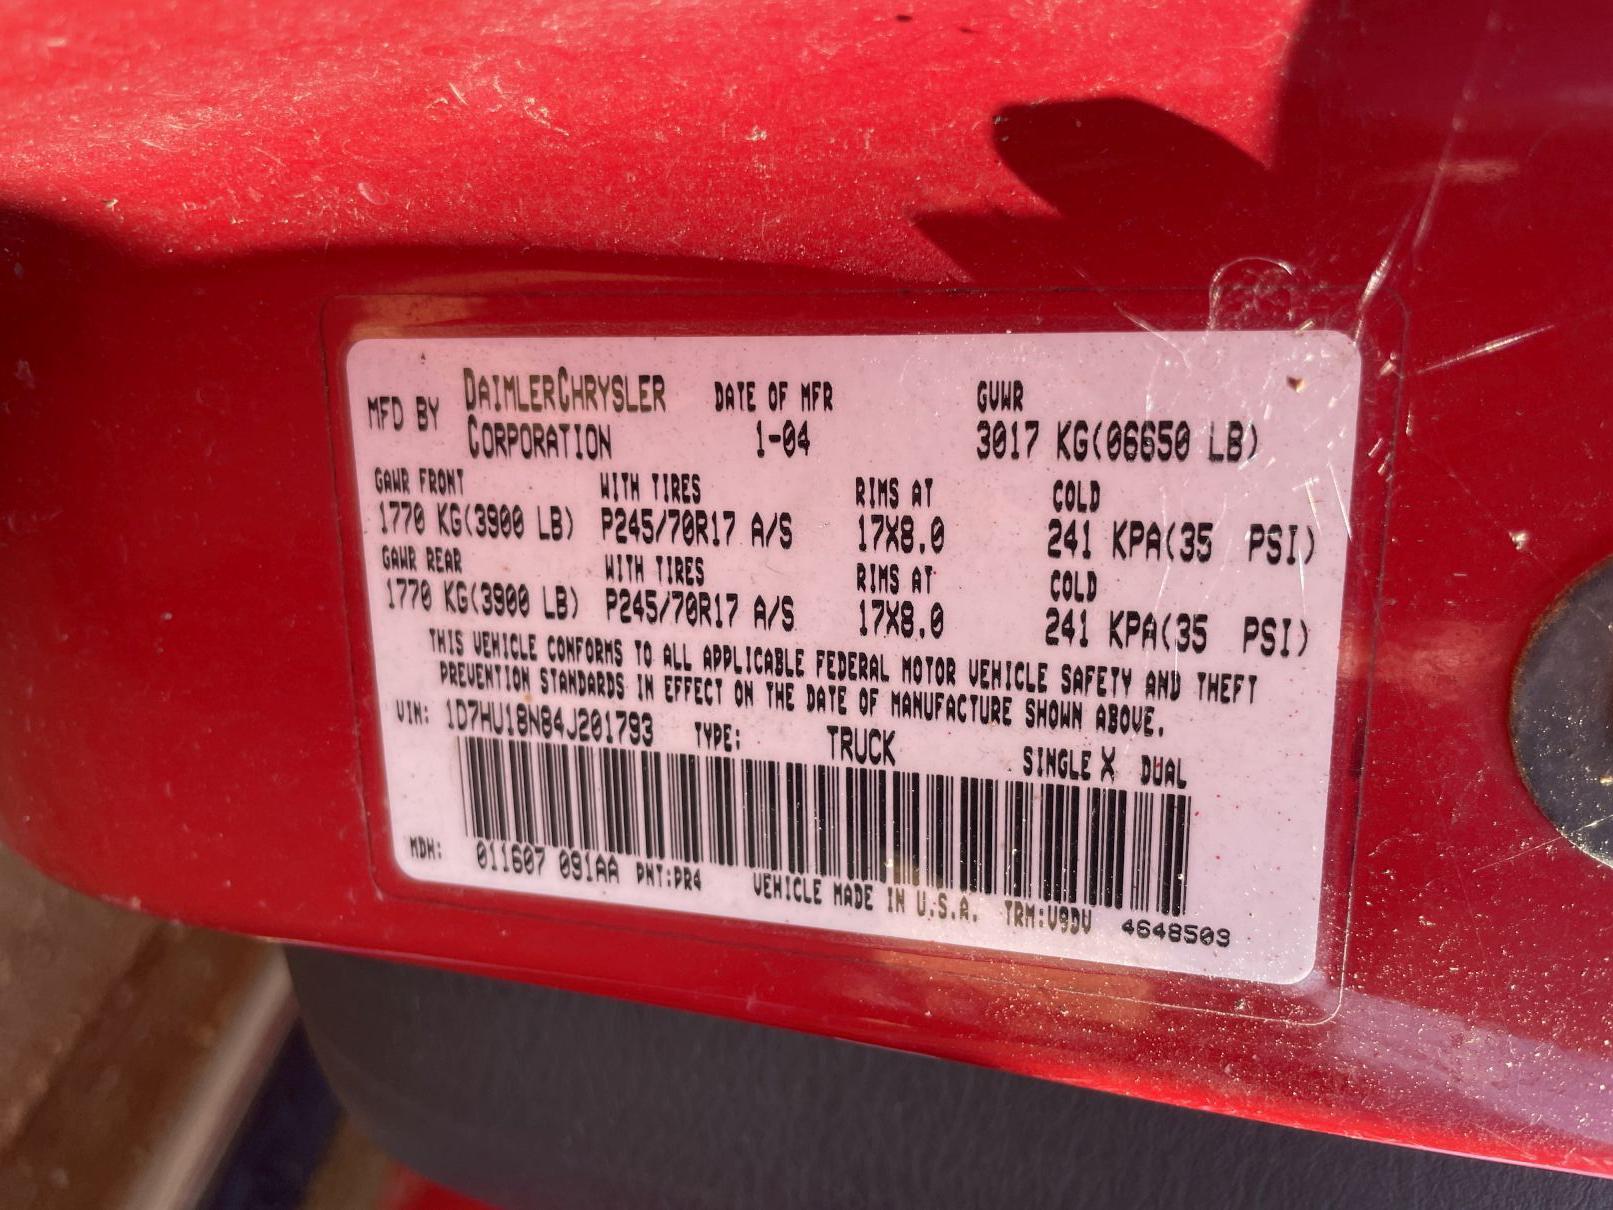 MFD BY DAIMLERCHRYSLER CORPORATION DATE OF MFR 1-04 GVWR 3017 KG(06650 LB)
GAWR FRONT WITH TIRES RIMS AT COLD
1770 KG(3900 LB) P245/70R17 A/S 17X8.0 241 KPA(35 PSI)
GAWR REAR WITH TIRES RIMS AT COLD
1770 KG(3900 LB) P245/70R17 A/S 17X8.0 241 KPA(35 PSI)
THIS VEHICLE CONFORMS TO ALL APPLICABLE FEDERAL MOTOR VEHICLE SAFETY AND THEFT
PREVENTION STANDARDS IN EFFECT ON THE DATE OF MANUFACTURE SHOWN ABOVE.
VIN: 1D7HU18N84J201793 TYPE: TRUCK SINGLE X DUAL
MDH: 011607 091AA PNT:PR4 VEHICLE MADE IN U.S.A. TRM:V9DV 4648509